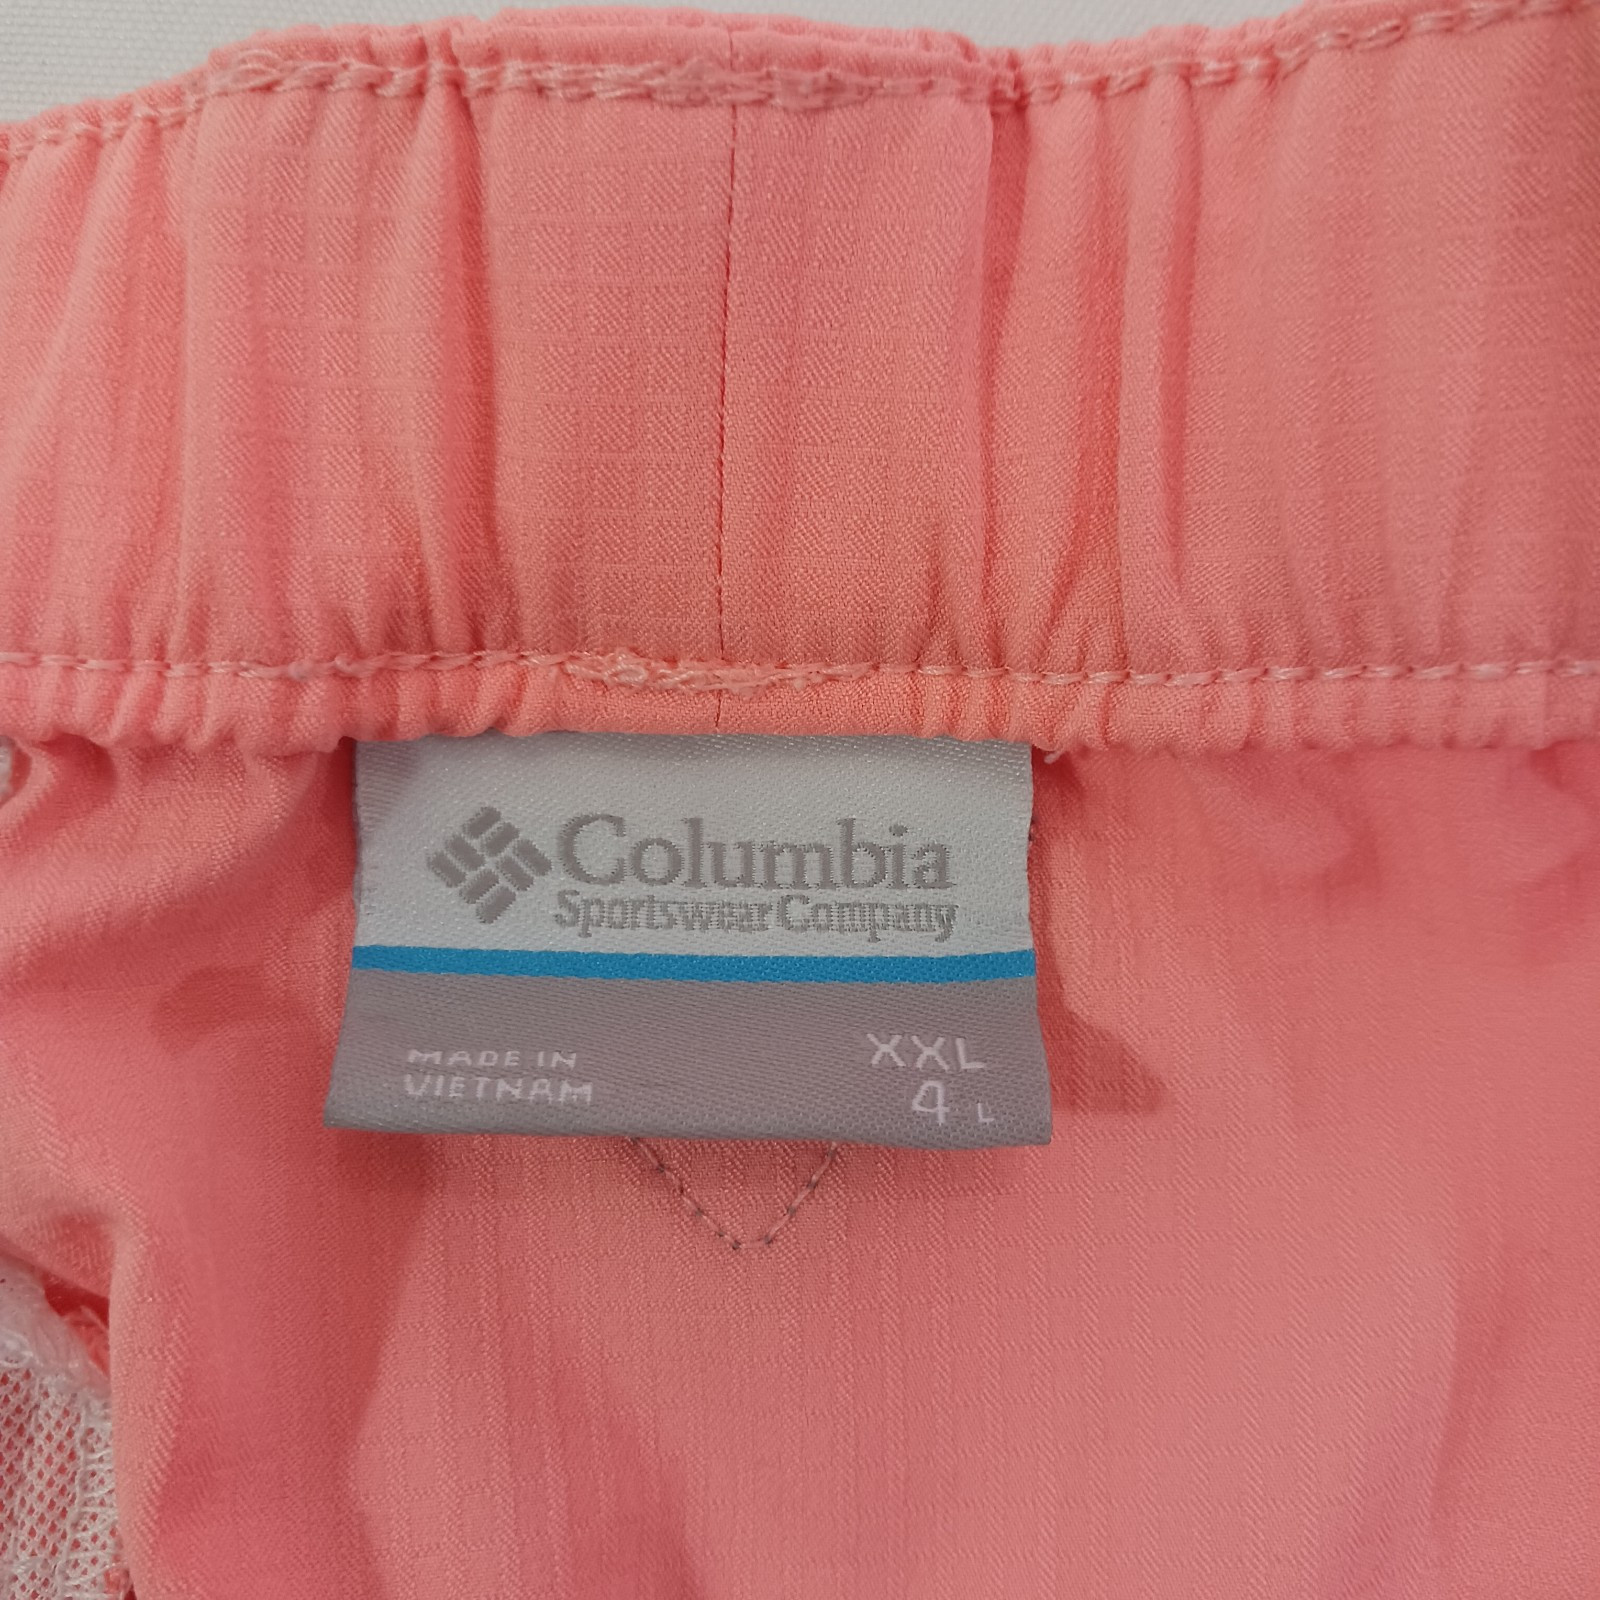 Columbia
Sportswear Company
MADE IN
VIETNAM
XXL
4 L